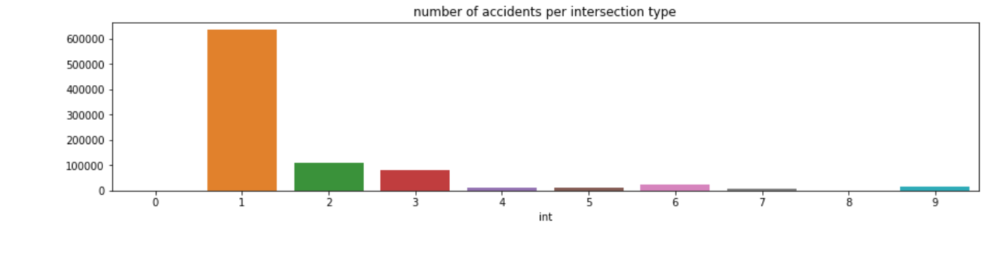 number of accidents per intersection type
600000
500000
400000
300000
200000
100000
0
0 1 2 3 4 5 6 7 8 9
int